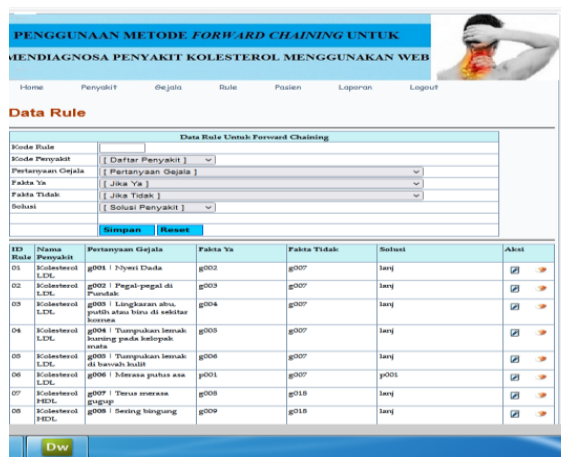 PENGGUNAAN METODE FORWARD CHAINING UNTUK
MENDIAGNOSA PENYAKIT KOLESTEROL MENGGUNAKAN WEB
Home Penyakit Gejala Rule Pasien Laporan Logout
Data Rule
Data Rule Untuk Forward Chaining
Kode Rule
Kode Penyakit [ Daftar Penyakit ]
Pertanyaan Gejala [ Pertanyaan Gejala ]
Fakta Ya [ Jika Ya ]
Fakta Tidak [ Jika Tidak ]
Solusi [ Solusi Penyakit ]
Simpan Reset
ID Rule Nama Penyakit Pertanyaan Gejala Fakta Ya Fakta Tidak Solusi Aksi
01 Kolesterol LDL g001 | Nyeri Dada g002 g007 lanj
02 Kolesterol LDL g002 | Pegal-pegal di Pundak g003 g007 lanj
03 Kolesterol LDL g003 | Lingkaran abu, putih atau biru di sekitar kornea g004 g007 lanj
04 Kolesterol LDL g004 | Tumpukan lemak kuning pada kelopak mata g005 g007 lanj
05 Kolesterol LDL g005 | Tumpukan lemak di bawah kulit g006 g007 lanj
06 Kolesterol LDL g006 | Merasa putus asa p001 g007 p001
07 Kolesterol HDL g007 | Terus merasa gugup g008 g018 lanj
08 Kolesterol HDL g008 | Sering bingung g009 g018 lanj
Dw